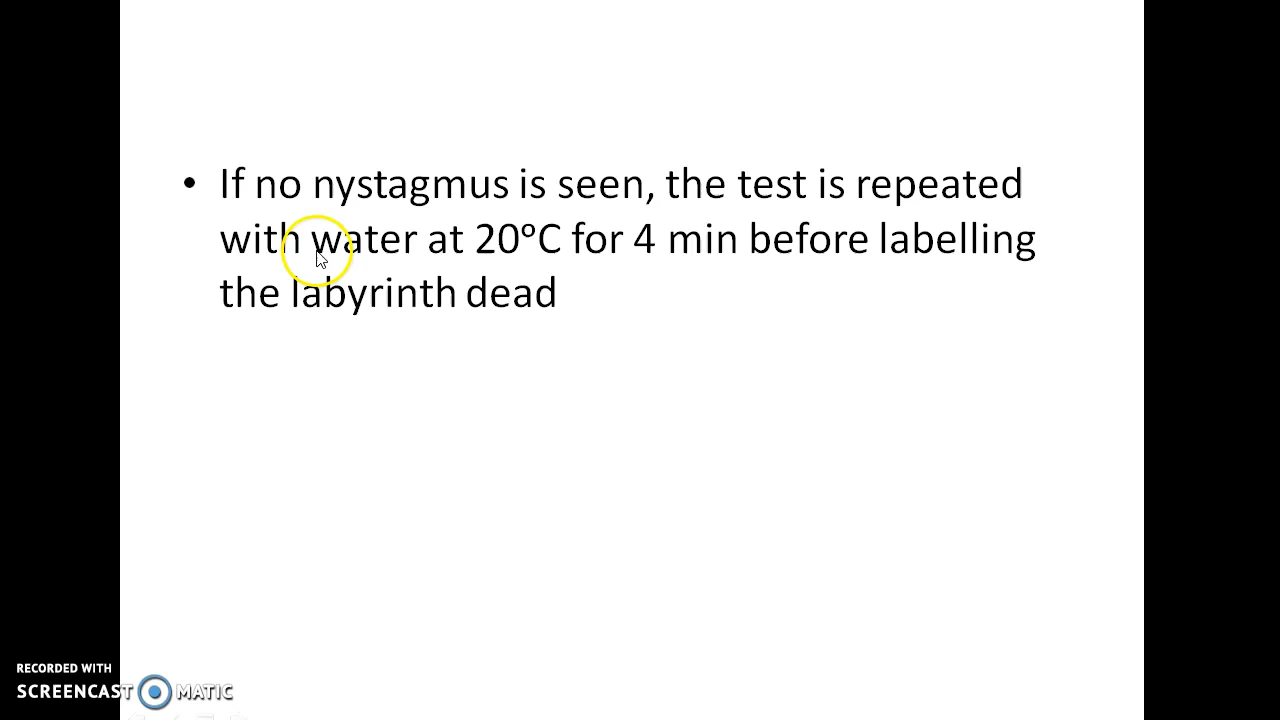 • If no nystagmus is seen, the test is repeated
with water at 20°C for 4 min before labelling
the labyrinth dead
RECORDED WITH
SCREENCAST MATIC